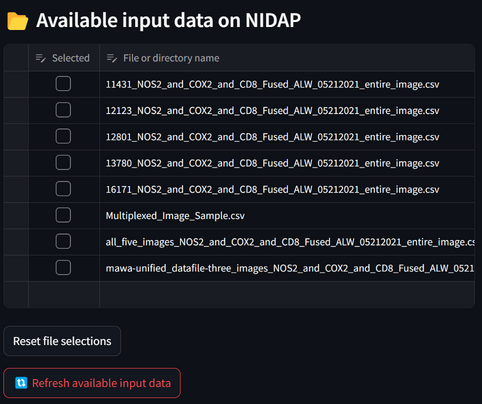 Available input data on NIDAP
Selected File or directory name
11431_NOS2_and_COX2_and_CD8_Fused_ALW_05212021_entire_image.csv
12123_NOS2_and_COX2_and_CD8_Fused_ALW_05212021_entire_image.csv
12801_NOS2_and_COX2_and_CD8_Fused_ALW_05212021_entire_image.csv
13780_NOS2_and_COX2_and_CD8_Fused_ALW_05212021_entire_image.csv
16171_NOS2_and_COX2_and_CD8_Fused_ALW_05212021_entire_image.csv
Multiplexed_Image_Sample.csv
all_five_images_NOS2_and_COX2_and_CD8_Fused_ALW_05212021_entire_image.cs
mawa-unified_datafile-three_images_NOS2_and_COX2_and_CD8_Fused_ALW_0521
Reset file selections
Refresh available input data